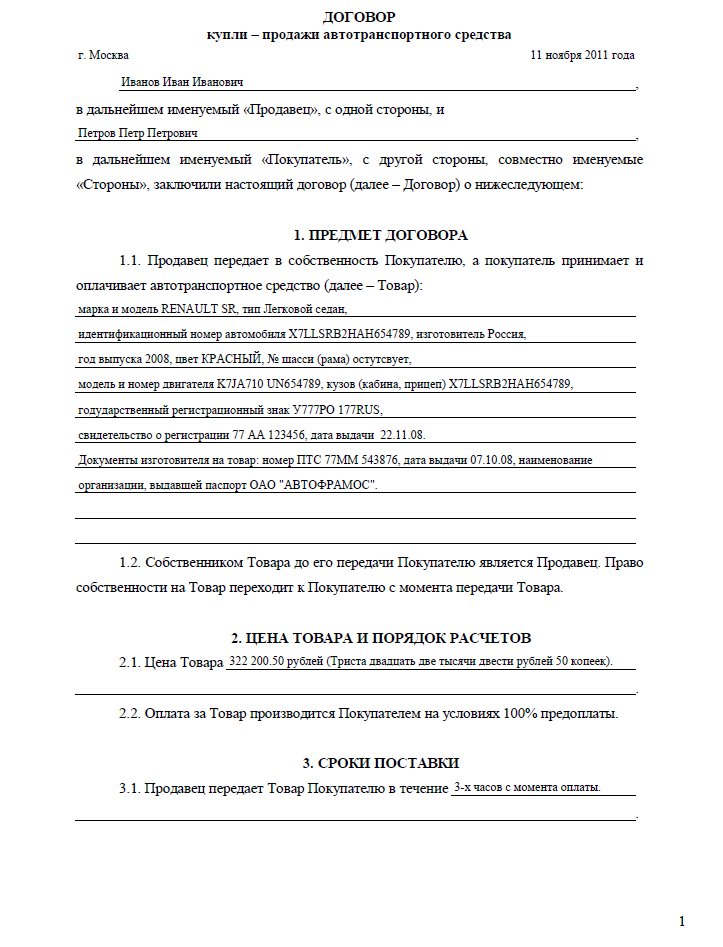 ДОГОВОР
купли – продажи автотранспортного средства
г. Москва 11 ноября 2011 года
Иванов Иван Иванович,
в дальнейшем именуемый «Продавец», с одной стороны, и
Петров Петр Петрович,
в дальнейшем именуемый «Покупатель», с другой стороны, совместно именуемые
«Стороны», заключили настоящий договор (далее – Договор) о нижеследующем:
1. ПРЕДМЕТ ДОГОВОРА
1.1. Продавец передает в собственность Покупателю, а покупатель принимает и
оплачивает автотранспортное средство (далее – Товар):
марка и модель RENAULT SR, тип Легковой седан,
идентификационный номер автомобиля X7LLSRB2HAH654789, изготовитель Россия,
год выпуска 2008, цвет КРАСНЫЙ, № шасси (рама) остутсвует,
модель и номер двигателя K7JA710 UN654789, кузов (кабина, прицеп) X7LLSRB2HAH654789,
годударственный регистрационный знак У777РО 177RUS,
свидетельство о регистрации 77 АА 123456, дата выдачи 22.11.08.
Документы изготовителя на товар: номер ПТС 77ММ 543876, дата выдачи 07.10.08, наименование
организации, выдавшей паспорт ОАО "АВТОФРАМОС".
1.2. Собственником Товара до его передачи Покупателю является Продавец. Право
собственности на Товар переходит к Покупателю с момента передачи Товара.
2. ЦЕНА ТОВАРА И ПОРЯДОК РАСЧЕТОВ
2.1. Цена Товара 322 200.50 рублей (Триста двадцать две тысячи двести рублей 50 копеек).
.
2.2. Оплата за Товар производится Покупателем на условиях 100% предоплаты.
3. СРОКИ ПОСТАВКИ
3.1. Продавец передает Товар Покупателю в течение 3-х часов с момента оплаты.
.
1